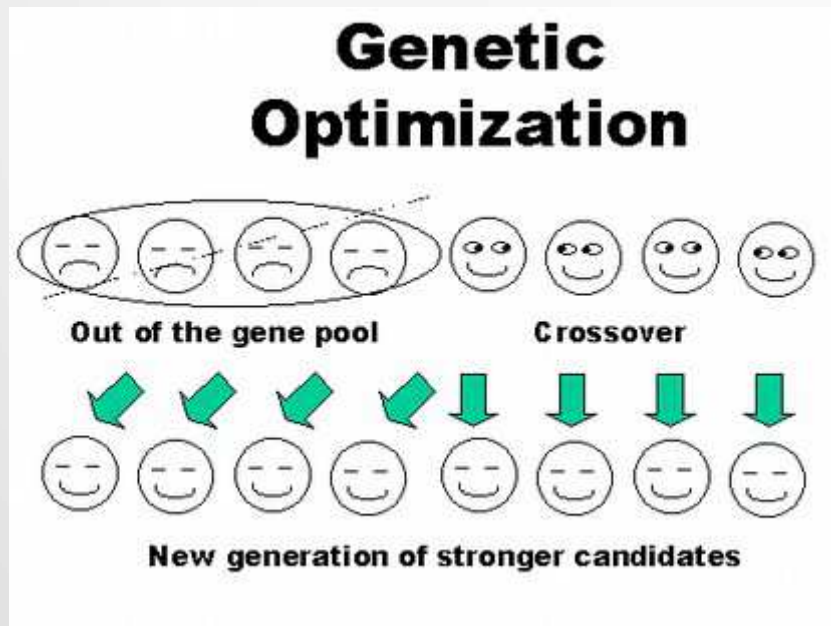 Genetic
Optimization
Out of the gene pool
Crossover
New generation of stronger candidates